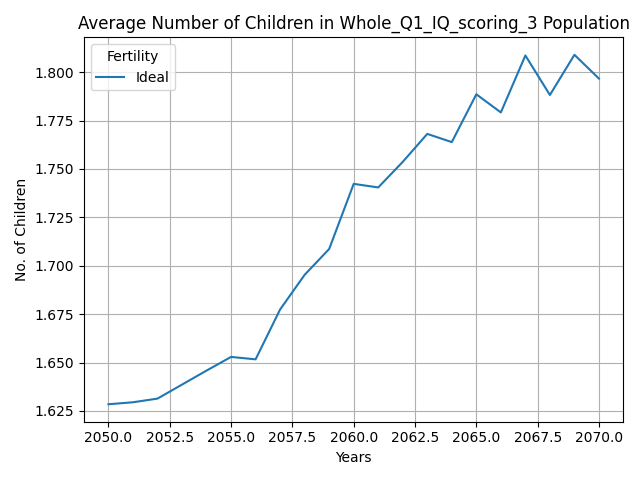 Average Number of Children in Whole_Q1_IQ_scoring_3 Population
Fertility
Ideal
No. of Children
1.800
1.775
1.750
1.725
1.700
1.675
1.650
1.625
2050.0 2052.5 2055.0 2057.5 2060.0 2062.5 2065.0 2067.5 2070.0
Years